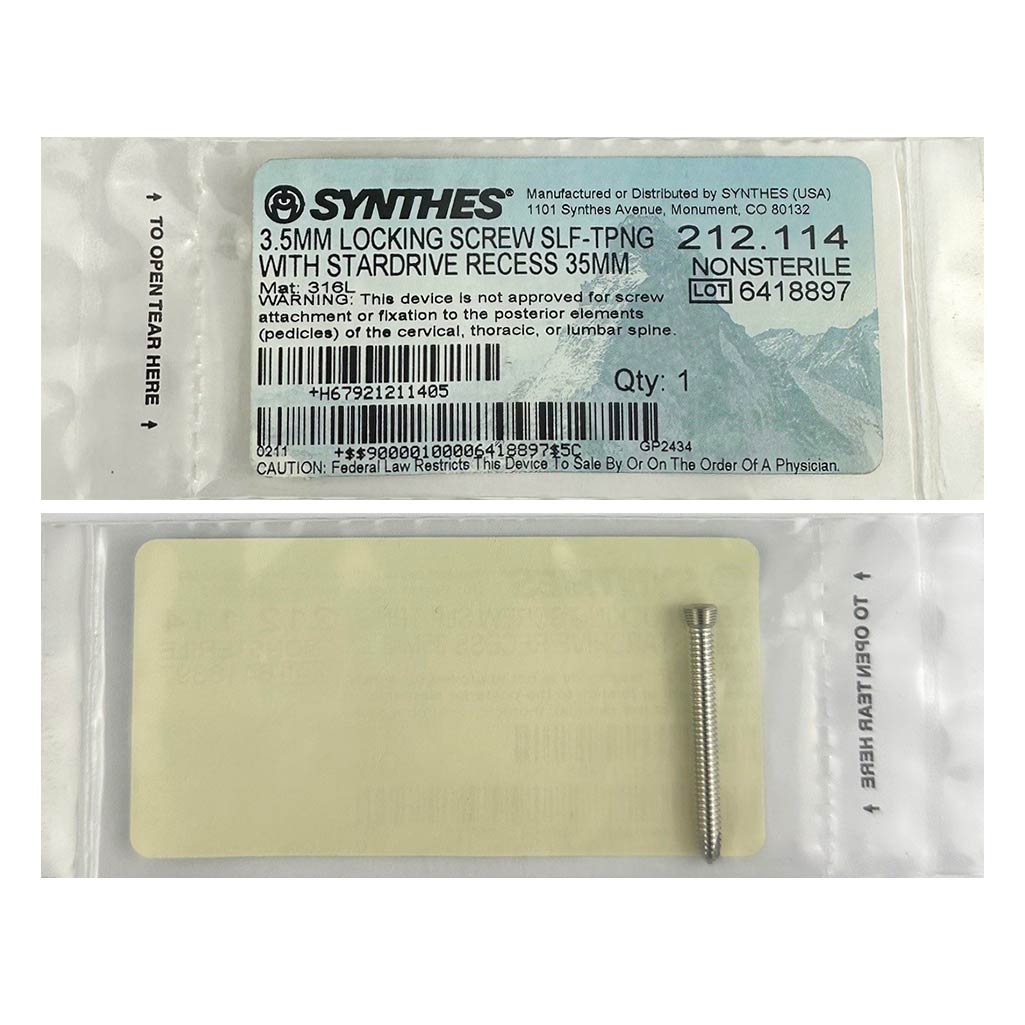 TO OPEN TEAR HERE
SYNTHES®
Manufactured or Distributed by SYNTHES (USA)
1101 Synthes Avenue, Monument, CO 80132
3.5MM LOCKING SCREW SLF-TPNG
WITH STARDRIVE RECESS 35MM
212.114
NONSTERILE
LOT 6418897
Mat: 316L
WARNING: This device is not approved for screw
attachment or fixation to the posterior elements
(pedicles) of the cervical, thoracic, or lumbar spine.
+H67921211405
Qty: 1
0211
+$$90000100006418897$5C
GP2434
CAUTION: Federal Law Restricts This Device To Sale By Or On The Order Of A Physician.
TO OPEN TEAR HERE